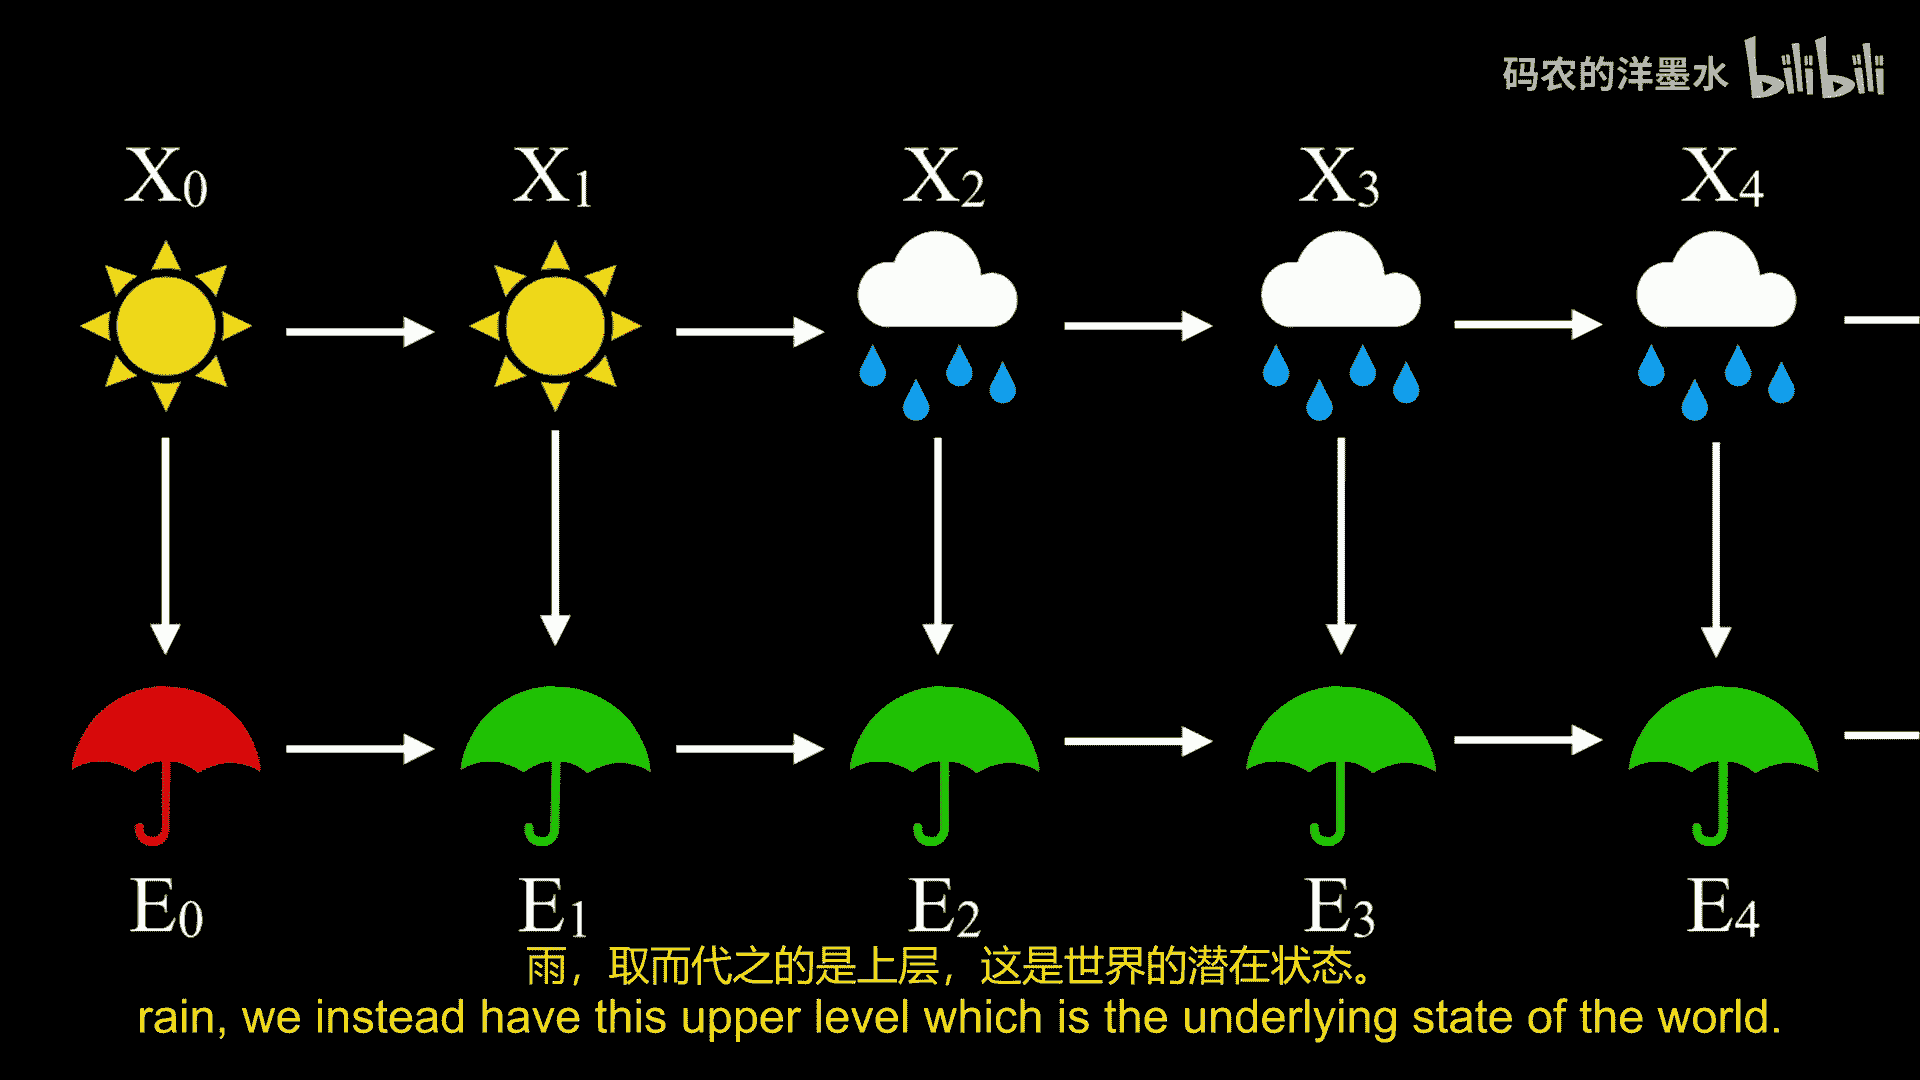 码农的洋墨水 bilibili
X0 X1 X2 X3 X4
E0 E1 E2 E3 E4
雨，取而代之的是上层，这是世界的潜在状态。
rain, we instead have this upper level which is the underlying state of the world.